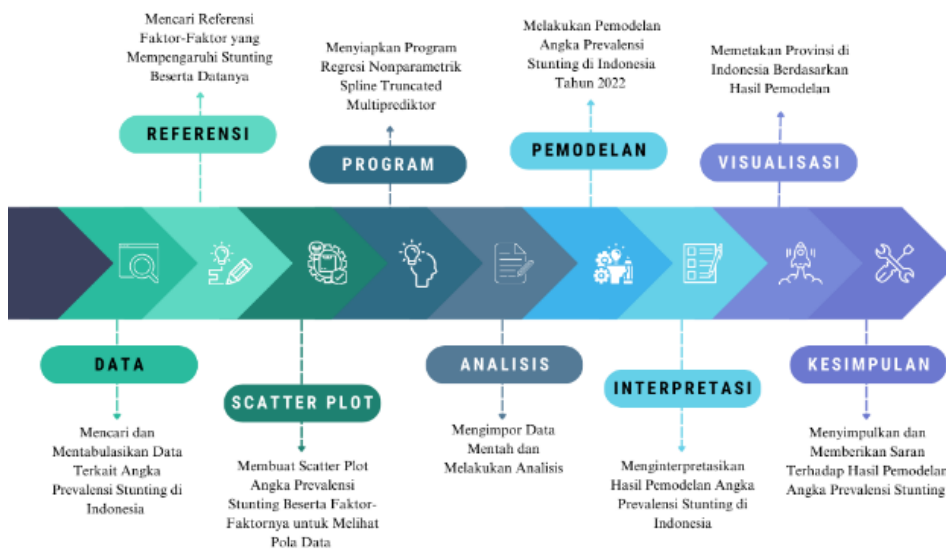 Mencari Referensi
Faktor-Faktor yang
Mempengaruhi Stunting
Beserta Datanya
REFERENSI
Menyiapkan Program
Regresi Nonparametrik
Spline Truncated
Multiprediktor
PROGRAM
Melakukan Pemodelan
Angka Prevalensi
Stunting di Indonesia
Tahun 2022
PEMODELAN
Memetakan Provinsi di
Indonesia Berdasarkan
Hasil Pemodelan
VISUALISASI
DATA
Mencari dan
Mentabulasikan Data
Terkait Angka
Prevalensi Stunting di
Indonesia
SCATTER PLOT
Membuat Scatter Plot
Angka Prevalensi
Stunting Beserta Faktor-
Faktornya untuk Melihat
Pola Data
ANALISIS
Mengimpor Data
Mentah dan
Melakukan Analisis
INTERPRETASI
Menginterpretasikan
Hasil Pemodelan Angka
Prevalensi Stunting di
Indonesia
KESIMPULAN
Menyimpulkan dan
Memberikan Saran
Terhadap Hasil Pemodelan
Angka Prevalensi Stunting